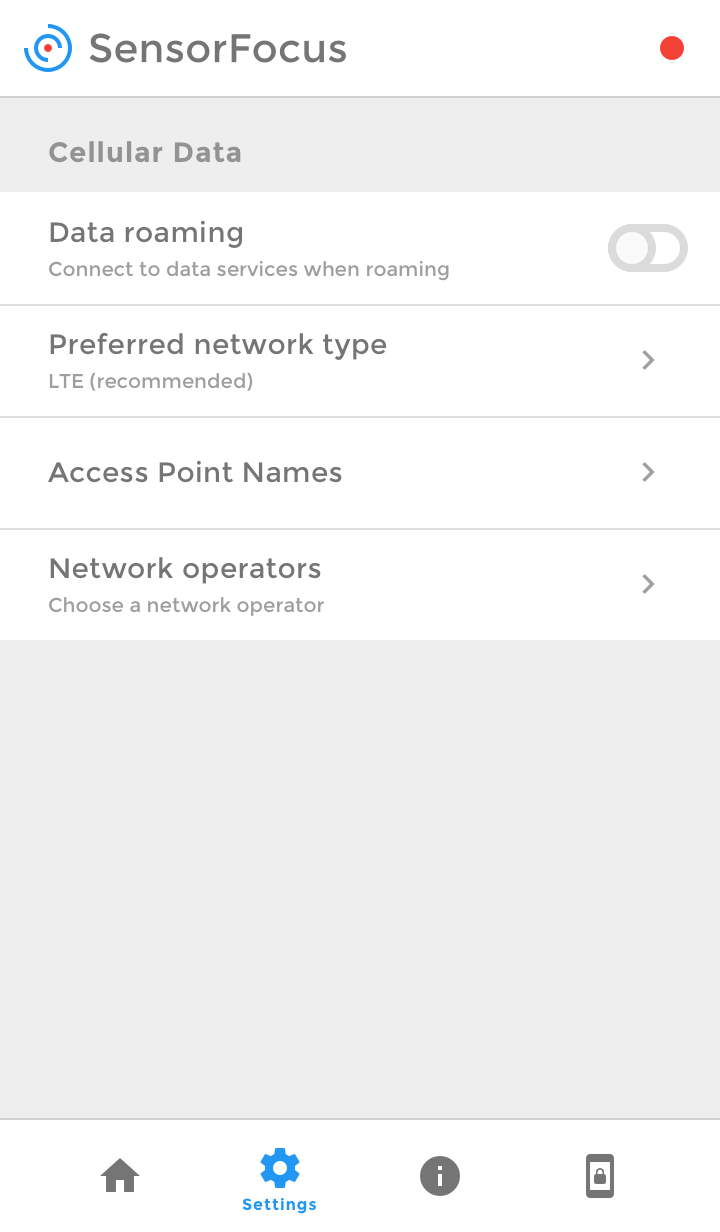 SensorFocus
Cellular Data
Data roaming
Connect to data services when roaming
Preferred network type
LTE (recommended)
Access Point Names
Network operators
Choose a network operator
Settings